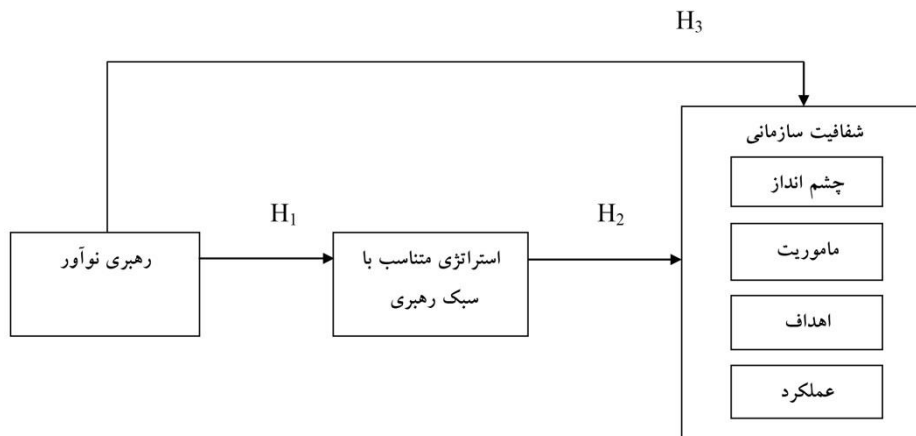 H3
شفافیت سازمانی
چشم انداز
ماموریت
اهداف
عملکرد
H2
استراتژی متناسب با
سبک رهبری
H1
رهبری نوآور